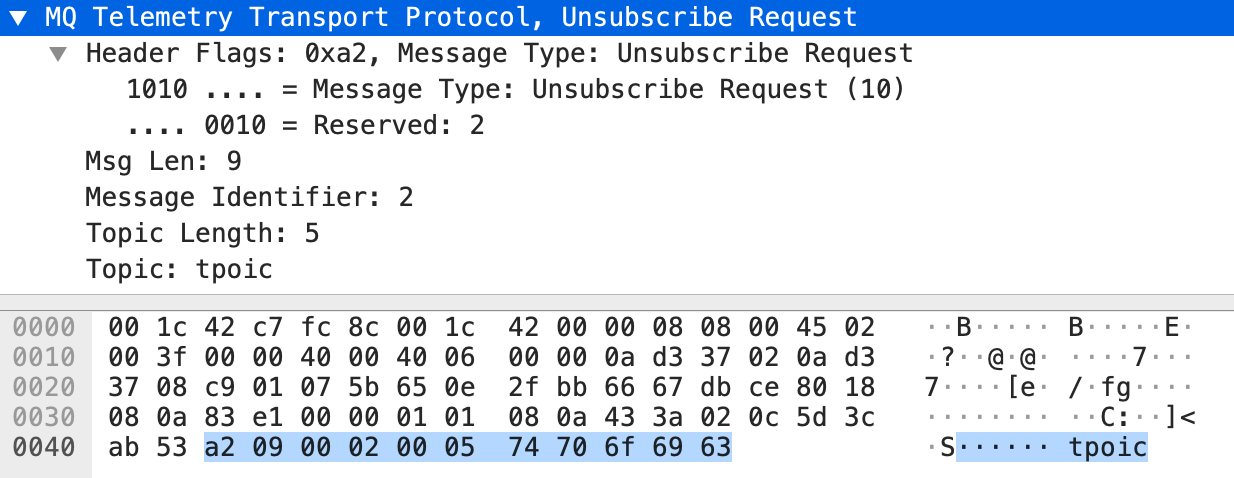 ▼ MQ Telemetry Transport Protocol, Unsubscribe Request
▼ Header Flags: 0xa2, Message Type: Unsubscribe Request
1010 .... = Message Type: Unsubscribe Request (10)
.... 0010 = Reserved: 2
Msg Len: 9
Message Identifier: 2
Topic Length: 5
Topic: tpoic
0000 00 1c 42 c7 fc 8c 00 1c 42 00 00 08 08 00 45 02 ··B····· B·····E·
0010 00 3f 00 00 40 00 40 06 00 00 0a d3 37 02 0a d3 ·?··@·@· ····7···
0020 37 08 c9 01 07 5b 65 0e 2f bb 66 67 db ce 80 18 7····[e· /·fg····
0030 08 0a 83 e1 00 00 01 01 08 0a 43 3a 02 0c 5d 3c ········ ··C:··]<
0040 ab 53 a2 09 00 02 00 05 74 70 6f 69 63 ·S······ tpoic